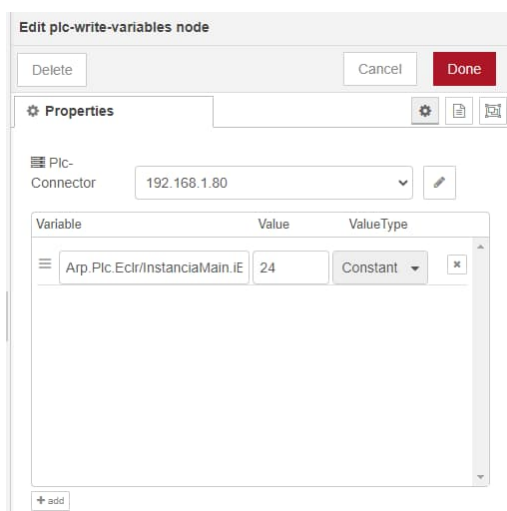 Edit plc-write-variables node
Delete Cancel Done
Properties
Plc-
Connector 192.168.1.80
Variable Value ValueType
Arp.Plc.Eclr/InstanciaMain.iE 24 Constant
+ add